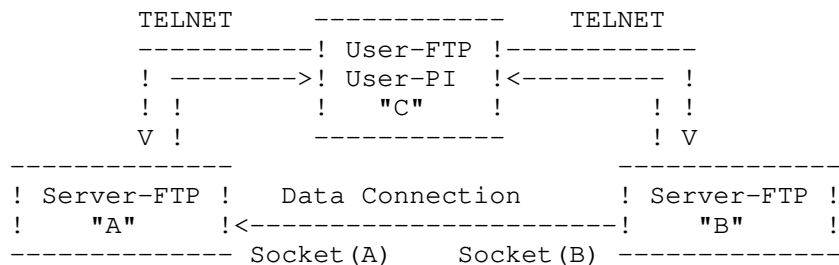 TELNET     ------------     TELNET
-----------! User-FTP !------------
! -------->! User-PI  !<--------- !
! !        !   "C"    !         ! !
V !        ------------         ! V
--------------                           --------------
! Server-FTP !   Data Connection       ! Server-FTP !
!    "A"     !<------------------------!    "B"     !
-------------- Socket(A)    Socket(B) --------------